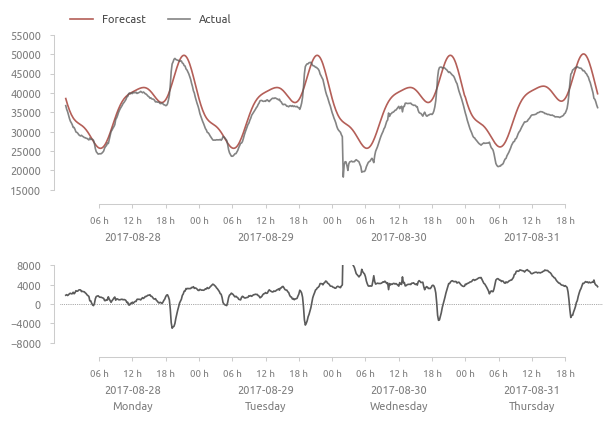 Forecast Actual
55000
50000
45000
40000
35000
30000
25000
20000
15000
06 h 12 h 18 h 00 h 06 h 12 h 18 h 00 h 06 h 12 h 18 h 00 h 06 h 12 h 18 h
2017-08-28 2017-08-29 2017-08-30 2017-08-31
8000
4000
0
−4000
−8000
06 h 12 h 18 h 00 h 06 h 12 h 18 h 00 h 06 h 12 h 18 h 00 h 06 h 12 h 18 h
2017-08-28 2017-08-29 2017-08-30 2017-08-31
Monday Tuesday Wednesday Thursday